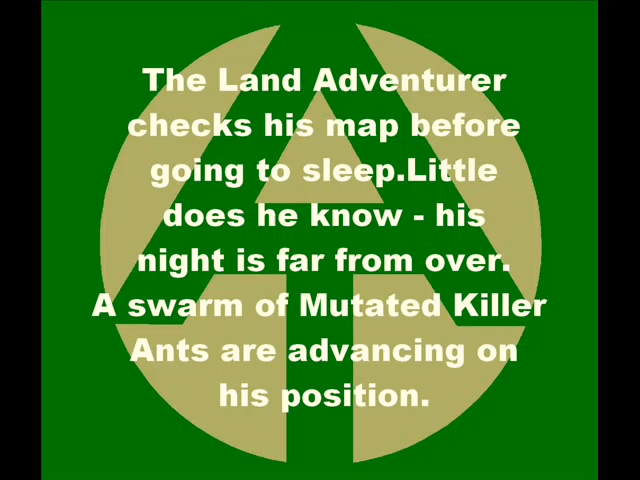 The Land Adventurer
checks his map before
going to sleep.Little
does he know - his
night is far from over.
A swarm of Mutated Killer
Ants are advancing on
his position.